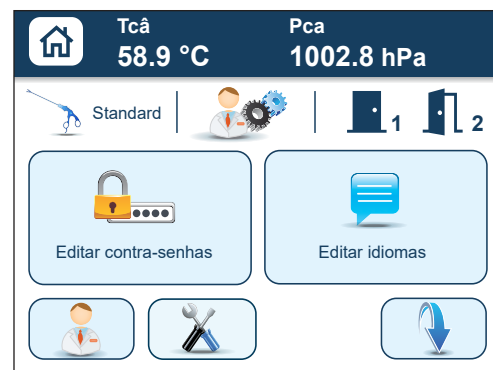 Tcâ Pca
58.9 °C 1002.8 hPa
Standard 1 2
Editar contra-senhas Editar idiomas